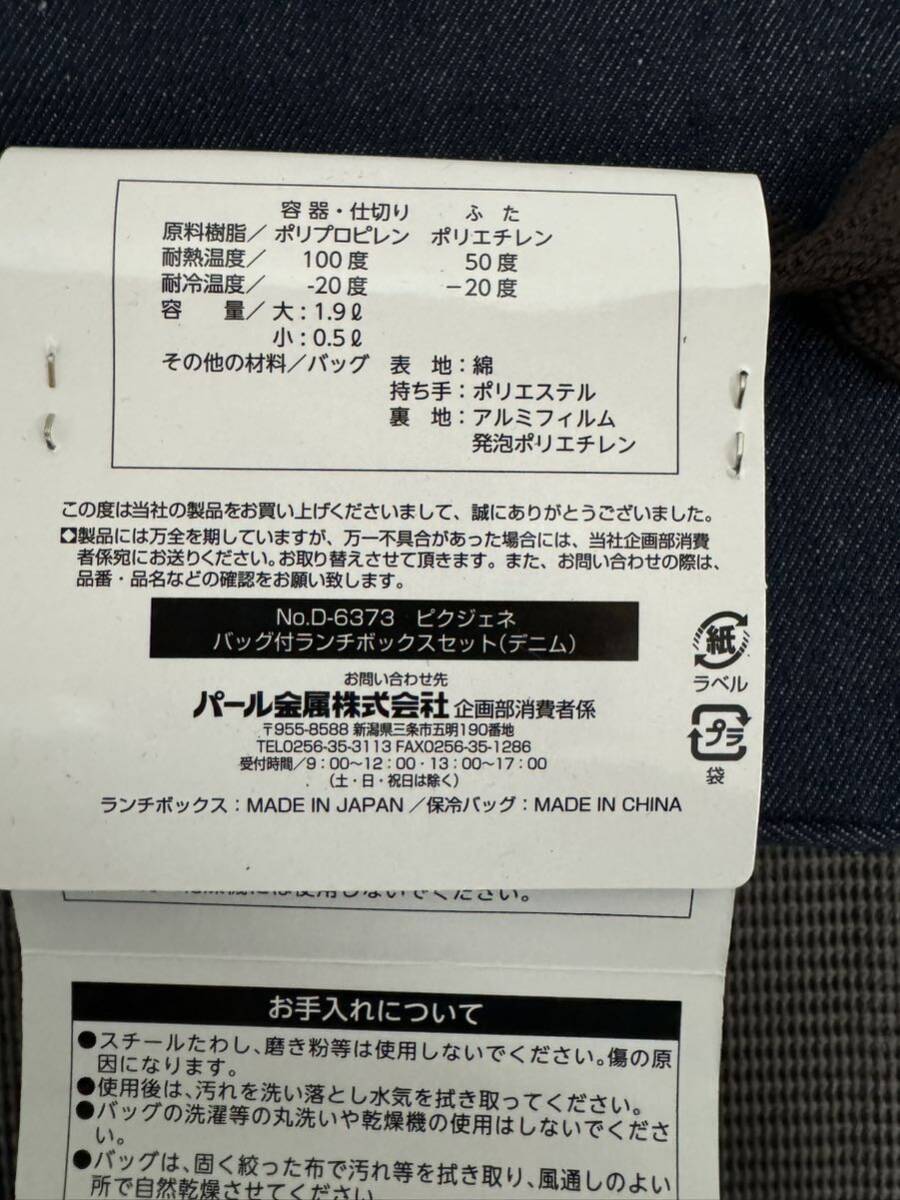 容器・仕切り　ふた
原料樹脂／ポリプロピレン　ポリエチレン
耐熱温度／　100度　50度
耐冷温度／　-20度　−20度
容　量／大：1.9ℓ
小：0.5ℓ
その他の材料／バッグ　表　地：綿
持ち手：ポリエステル
裏　地：アルミフィルム
発泡ポリエチレン
この度は当社の製品をお買い上げくださいまして、誠にありがとうございました。
◆製品には万全を期していますが、万一不具合があった場合には、当社企画部消費
者係宛にお送りください。お取り替えさせて頂きます。また、お問い合わせの際は、
品番・品名などの確認をお願い致します。
No.D-6373　ピクジェネ
バッグ付ランチボックスセット(デニム)
お問い合わせ先
パール金属株式会社 企画部消費者係
〒955-8588 新潟県三条市五明190番地
TEL0256-35-3113 FAX0256-35-1286
受付時間／9：00〜12：00・13：00〜17：00
（土・日・祝日は除く）
ランチボックス：MADE IN JAPAN ／保冷バッグ：MADE IN CHINA
紙
ラベル
プラ
袋
には使用しないでください。
お手入れについて
●スチールたわし、磨き粉等は使用しないでください。傷の原
因になります。
●使用後は、汚れを洗い落とし水気を拭き取ってください。
●バッグの洗濯等の丸洗いや乾燥機の使用はしないでくださ
い。
●バッグは、固く絞った布で汚れ等を拭き取り、風通しのよい
所で自然乾燥させてください。